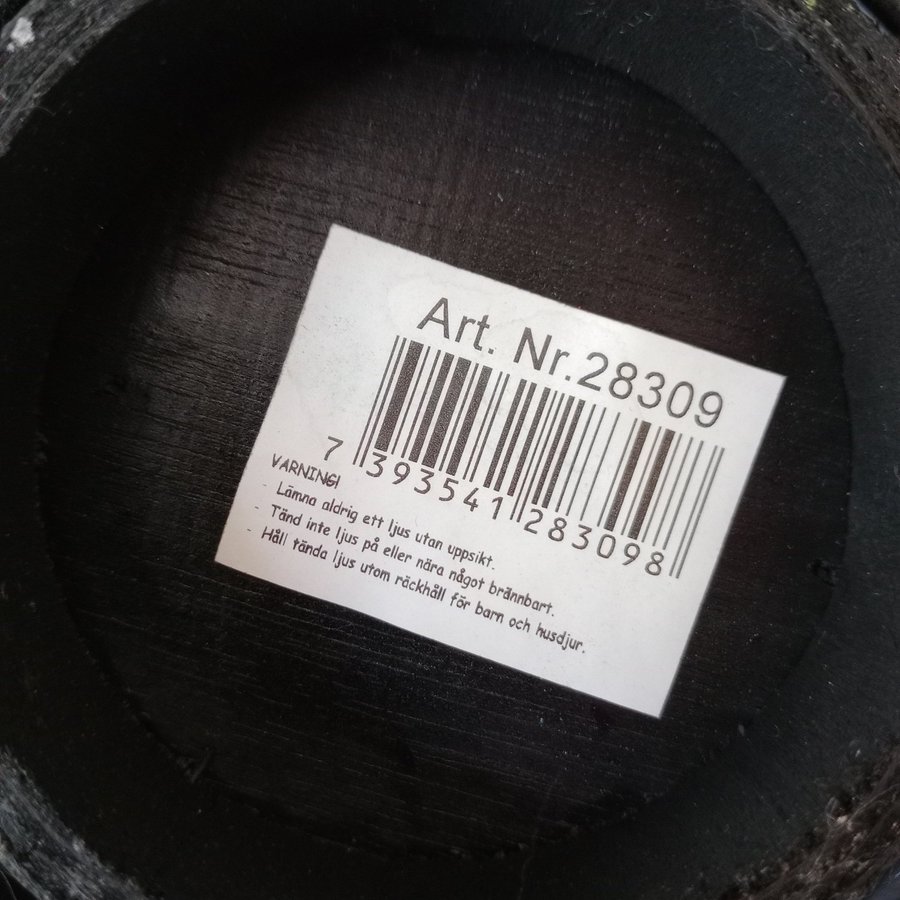 Art. Nr.28309
7 393541 283098
VARNING!
- Lämna aldrig ett ljus utan uppsikt.
- Tänd inte ljus på eller nära något brännbart.
- Håll tända ljus utom räckhåll för barn och husdjur.